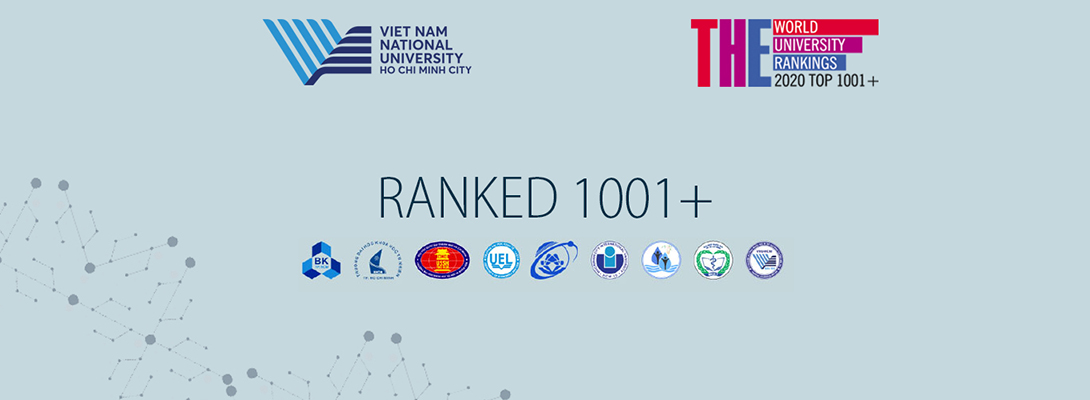 VIET NAM
NATIONAL
UNIVERSITY
HO CHI MINH CITY
THE
WORLD
UNIVERSITY
RANKINGS
2020 TOP 1001+
RANKED 1001+
BK
UEL